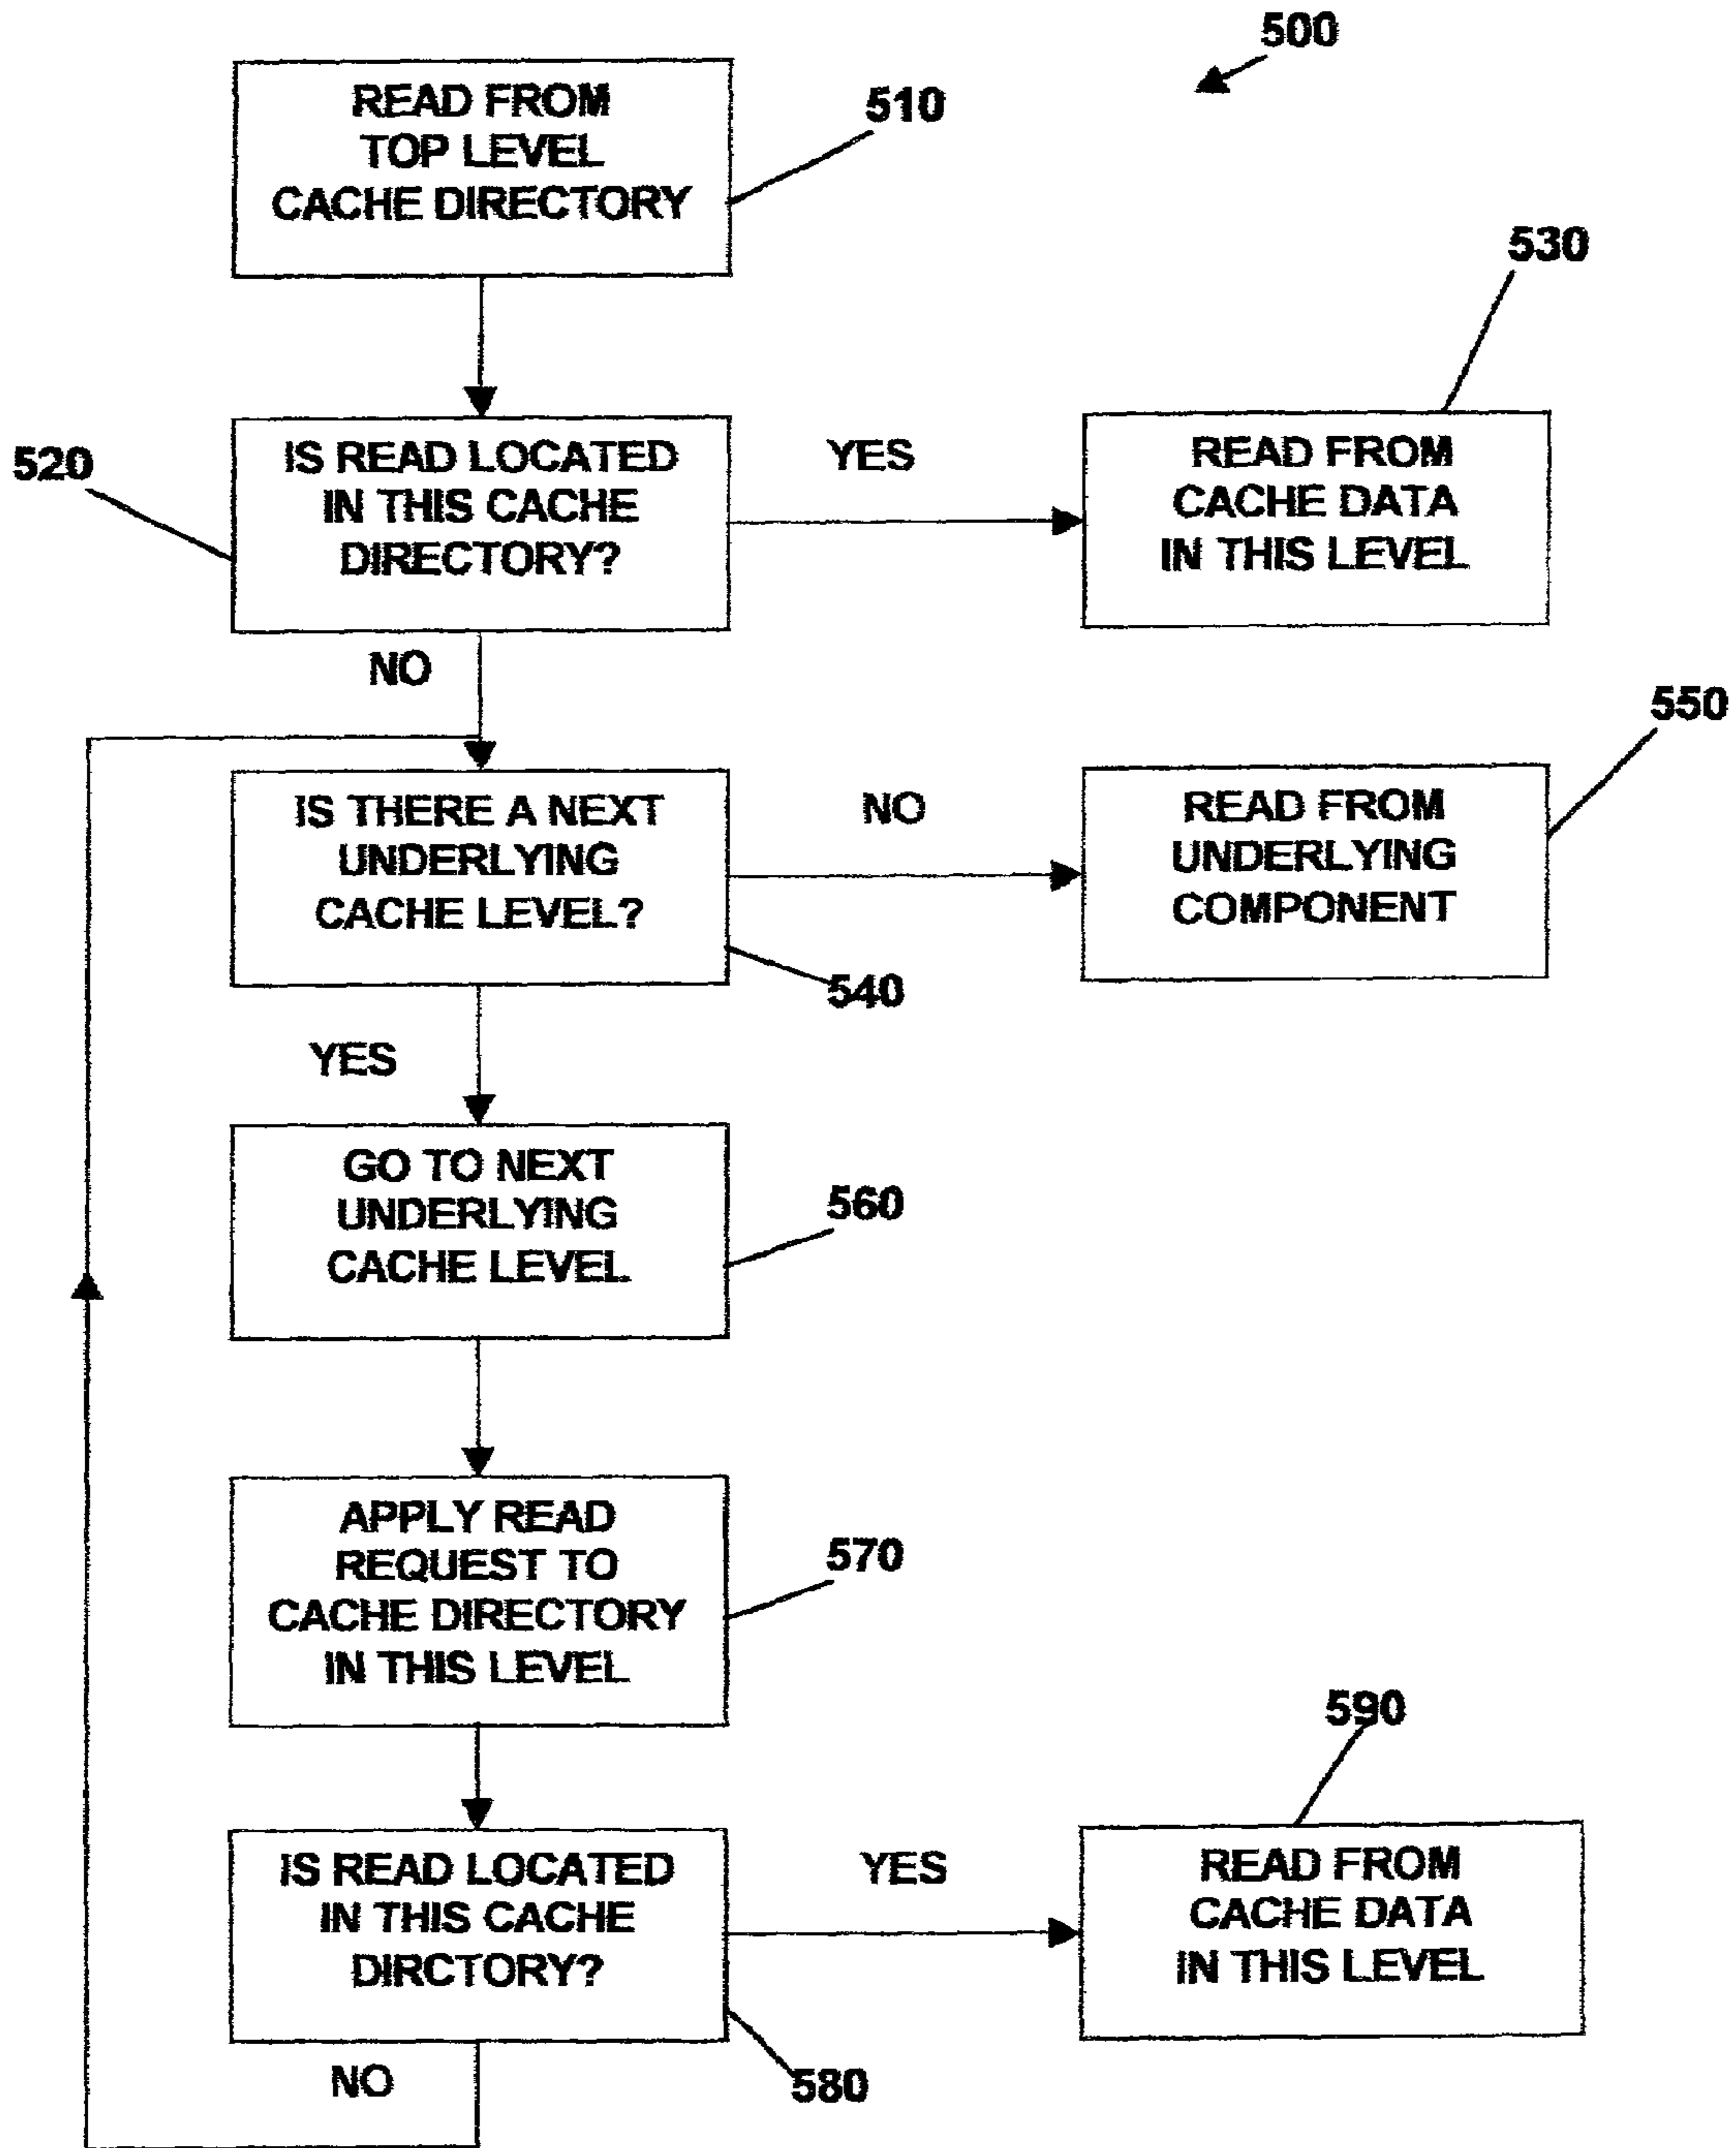 500
READ FROM
TOP LEVEL
CACHE DIRECTORY
510
530
520
IS READ LOCATED
IN THIS CACHE
DIRECTORY?
YES
READ FROM
CACHE DATA
IN THIS LEVEL
NO
550
IS THERE A NEXT
UNDERLYING
CACHE LEVEL?
NO
READ FROM
UNDERLYING
COMPONENT
540
YES
GO TO NEXT
UNDERLYING
CACHE LEVEL
560
APPLY READ
REQUEST TO
CACHE DIRECTORY
IN THIS LEVEL
570
590
IS READ LOCATED
IN THIS CACHE
DIRCTORY?
YES
READ FROM
CACHE DATA
IN THIS LEVEL
NO
580